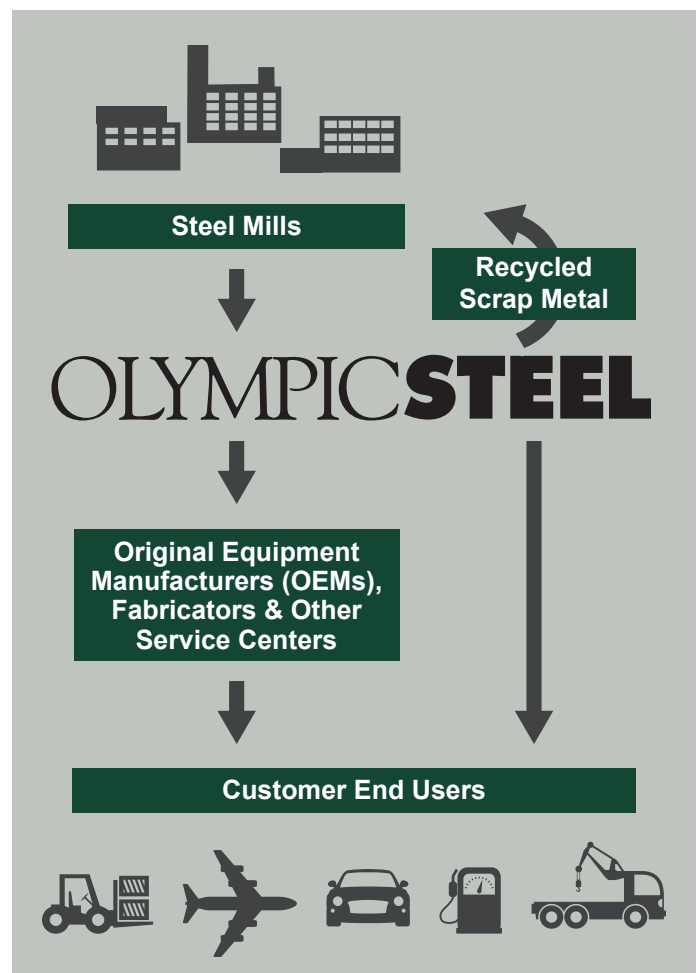 Steel Mills
Recycled
Scrap Metal
OLYMPICSTEEL
Original Equipment
Manufacturers (OEMs),
Fabricators & Other
Service Centers
Customer End Users